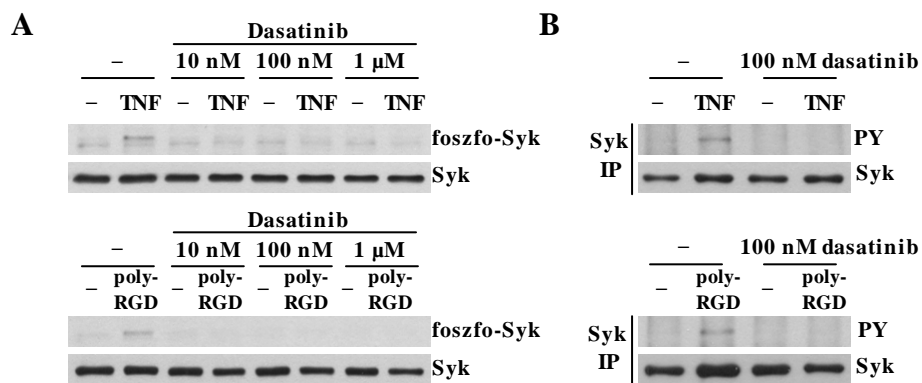 A
Dasatinib
– 10 nM 100 nM 1 µM
– TNF – TNF – TNF – TNF
foszfo-Syk
Syk
Dasatinib
– 10 nM 100 nM 1 µM
– poly-RGD – poly-RGD – poly-RGD – poly-RGD
foszfo-Syk
Syk
B
– 100 nM dasatinib
– TNF – TNF
Syk IP
PY
Syk
– 100 nM dasatinib
– poly-RGD – poly-RGD
Syk IP
PY
Syk